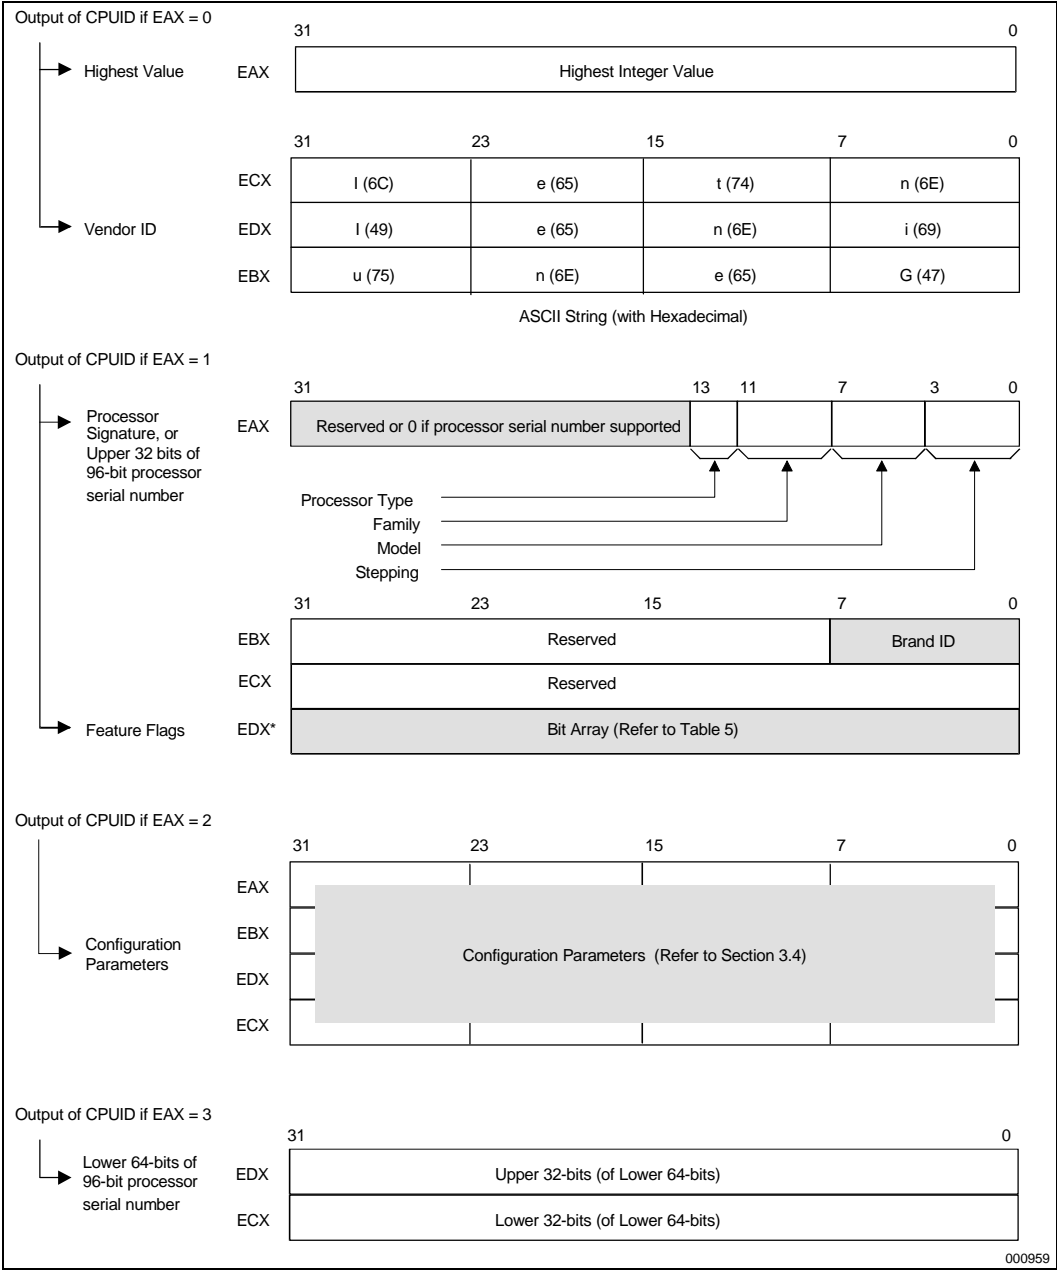 Output of CPUID if EAX = 0
31 0
Highest Value EAX Highest Integer Value
31 23 15 7 0
ECX l (6C) e (65) t (74) n (6E)
Vendor ID EDX I (49) e (65) n (6E) i (69)
EBX u (75) n (6E) e (65) G (47)
ASCII String (with Hexadecimal)
Output of CPUID if EAX = 1
31 13 11 7 3 0
Processor
Signature, or
Upper 32 bits of
96-bit processor
serial number
EAX Reserved or 0 if processor serial number supported
Processor Type
Family
Model
Stepping
31 23 15 7 0
EBX Reserved Brand ID
ECX Reserved
Feature Flags EDX* Bit Array (Refer to Table 5)
Output of CPUID if EAX = 2
31 23 15 7 0
EAX
EBX
Configuration
Parameters
Configuration Parameters (Refer to Section 3.4)
EDX
ECX
Output of CPUID if EAX = 3
31 0
Lower 64-bits of
96-bit processor
serial number
EDX Upper 32-bits (of Lower 64-bits)
ECX Lower 32-bits (of Lower 64-bits)
000959